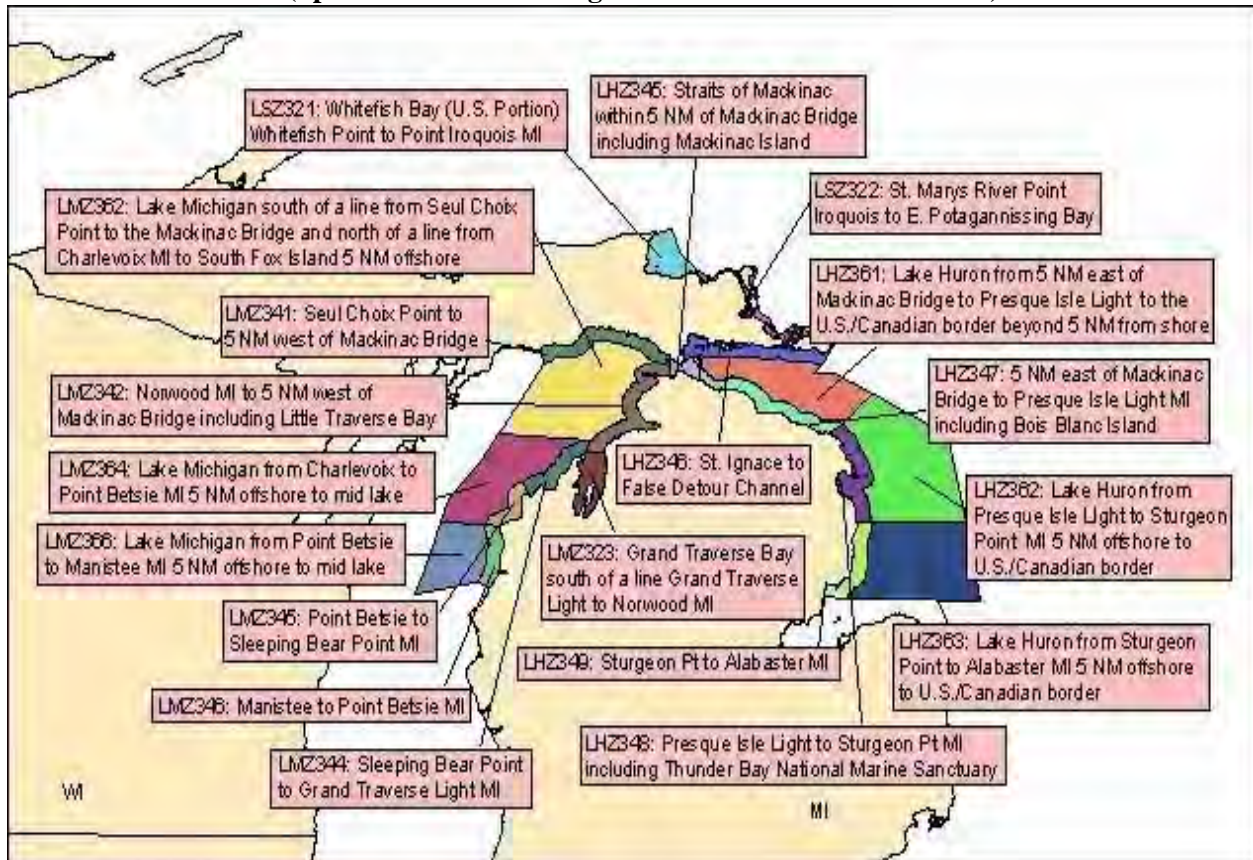 LHZ345: Straits of Mackinac
within 5 NM of Mackinac Bridge
including Mackinac Island
LSZ321: Whitefish Bay (U.S. Portion)
Whitefish Point to Point Iroquois MI
LSZ322: St. Marys River Point
Iroquois to E. Potagannissing Bay
LMZ362: Lake Michigan south of a line from Seul Choix
Point to the Mackinac Bridge and north of a line from
Charlevoix MI to South Fox Island 5 NM offshore
LHZ361: Lake Huron from 5 NM east of
Mackinac Bridge to Presque Isle Light to the
U.S./Canadian border beyond 5 NM from shore
LMZ341: Seul Choix Point to
5 NM west of Mackinac Bridge
LHZ347: 5 NM east of Mackinac
Bridge to Presque Isle Light MI
including Bois Blanc Island
LMZ342: Norwood MI to 5 NM west of
Mackinac Bridge including Little Traverse Bay
LHZ346: St. Ignace to
False Detour Channel
LMZ364: Lake Michigan from Charlevoix to
Point Betsie MI 5 NM offshore to mid lake
LHZ362: Lake Huron from
Presque Isle Light to Sturgeon
Point MI 5 NM offshore to
U.S./Canadian border
LMZ366: Lake Michigan from Point Betsie
to Manistee MI 5 NM offshore to mid lake
LMZ323: Grand Traverse Bay
south of a line Grand Traverse
Light to Norwood MI
LMZ345: Point Betsie to
Sleeping Bear Point MI
LHZ349: Sturgeon Pt to Alabaster MI
LHZ363: Lake Huron from Sturgeon
Point to Alabaster MI 5 NM offshore
to U.S./Canadian border
LMZ346: Manistee to Point Betsie MI
LHZ348: Presque Isle Light to Sturgeon Pt MI
including Thunder Bay National Marine Sanctuary
LMZ344: Sleeping Bear Point
to Grand Traverse Light MI
WI
MI